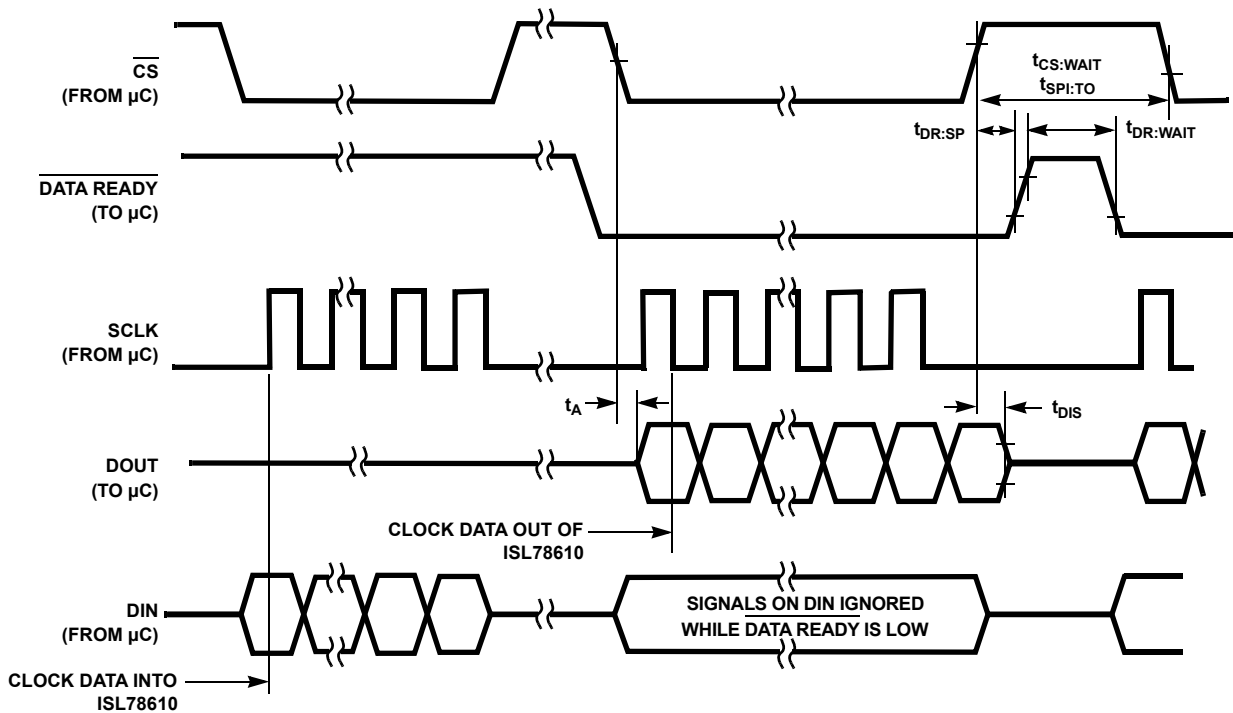 CS
(FROM µC)
tCS:WAIT
tSPI:TO
tDR:SP
tDR:WAIT
DATA READY
(TO µC)
SCLK
(FROM µC)
tA
tDIS
DOUT
(TO µC)
CLOCK DATA OUT OF
ISL78610
DIN
(FROM µC)
SIGNALS ON DIN IGNORED
WHILE DATA READY IS LOW
CLOCK DATA INTO
ISL78610